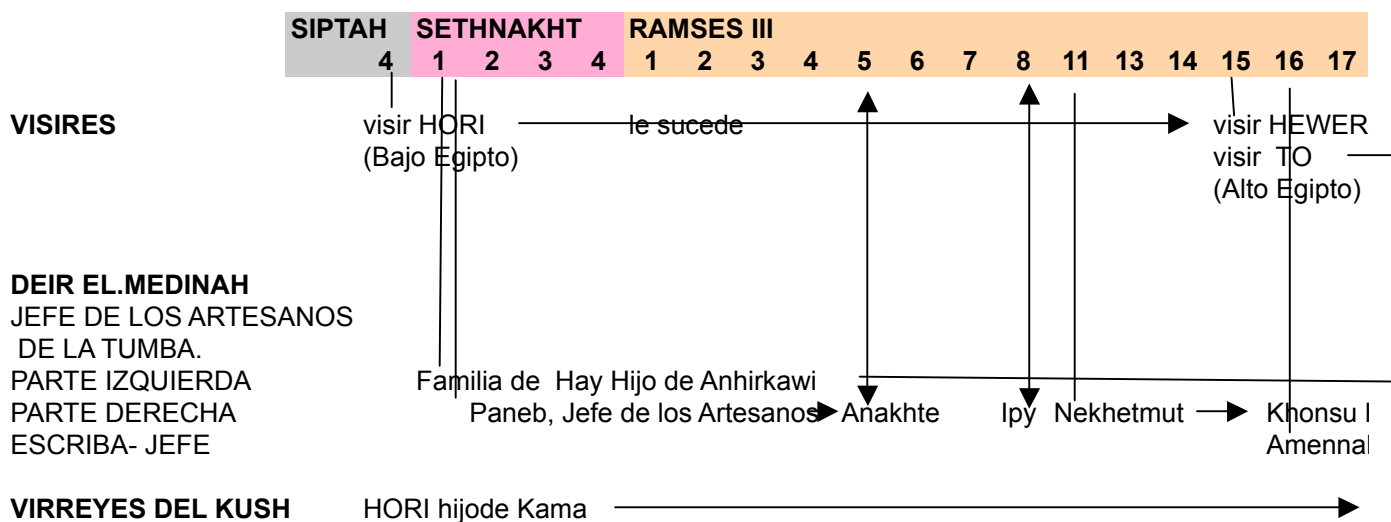 SIPTAH SETHNAKHT RAMSES III
4 1 2 3 4 1 2 3 4 5 6 7 8 11 13 14 15 16 17
VISIRES visir HORI le sucede visir HEWER
(Bajo Egipto) visir TO
(Alto Egipto)
DEIR EL.MEDINAH
JEFE DE LOS ARTESANOS
DE LA TUMBA.
PARTE IZQUIERDA Familia de Hay Hijo de Anhirkawi
PARTE DERECHA Paneb, Jefe de los Artesanos Anakhte Ipy Nekhetmut Khonsu
ESCRIBA- JEFE
VIRREYES DEL KUSH HORI hijode Kama